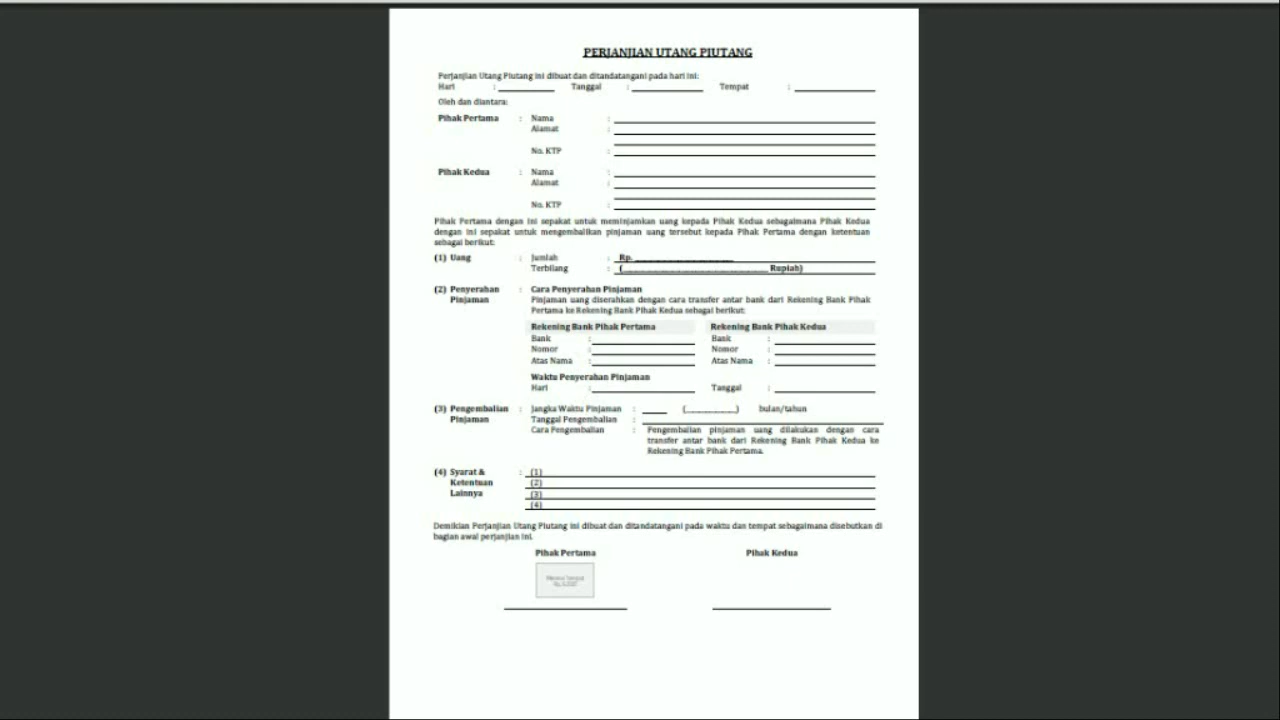 PERJANJIAN UTANG PIUTANG
Perjanjian Utang Piutang ini dibuat dan ditandatangani pada hari ini:
Hari : Tanggal : Tempat :
Oleh dan diantara:
Pihak Pertama : Nama :
Alamat :
No. KTP :
Pihak Kedua : Nama :
Alamat :
No. KTP :
Pihak Pertama dengan ini sepakat untuk meminjamkan uang kepada Pihak Kedua sebagaimana Pihak Kedua
dengan ini sepakat untuk mengembalikan pinjaman uang tersebut kepada Pihak Pertama dengan ketentuan
sebagai berikut:
(1) Uang : Jumlah : Rp.
Terbilang : ( Rupiah)
(2) Penyerahan : Cara Penyerahan Pinjaman
Pinjaman Pinjaman uang diserahkan dengan cara transfer antar bank dari Rekening Bank Pihak
Pertama ke Rekening Bank Pihak Kedua sebagai berikut:
Rekening Bank Pihak Pertama Rekening Bank Pihak Kedua
Bank : Bank :
Nomor : Nomor :
Atas Nama : Atas Nama :
Waktu Penyerahan Pinjaman
Hari : Tanggal :
(3) Pengembalian : Jangka Waktu Pinjaman : ( ) bulan/tahun
Pinjaman Tanggal Pengembalian :
Cara Pengembalian : Pengembalian pinjaman uang dilakukan dengan cara
transfer antar bank dari Rekening Bank Pihak Kedua ke
Rekening Bank Pihak Pertama.
(4) Syarat & : (1)
Ketentuan (2)
Lainnya (3)
(4)
Demikian Perjanjian Utang Piutang ini dibuat dan ditandatangani pada waktu dan tempat sebagaimana disebutkan di
bagian awal perjanjian ini.
Pihak Pertama Pihak Kedua